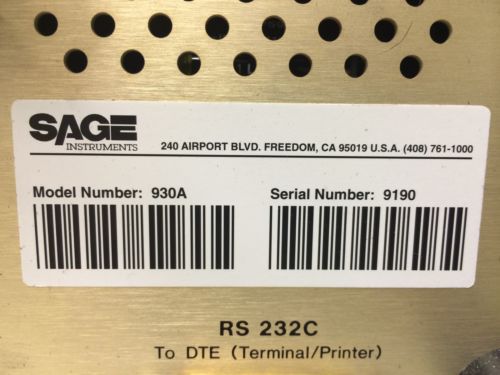 SAGE
INSTRUMENTS
240 AIRPORT BLVD. FREEDOM, CA 95019 U.S.A. (408) 761-1000
Model Number: 930A
Serial Number: 9190
RS 232C
To DTE (Terminal/Printer)